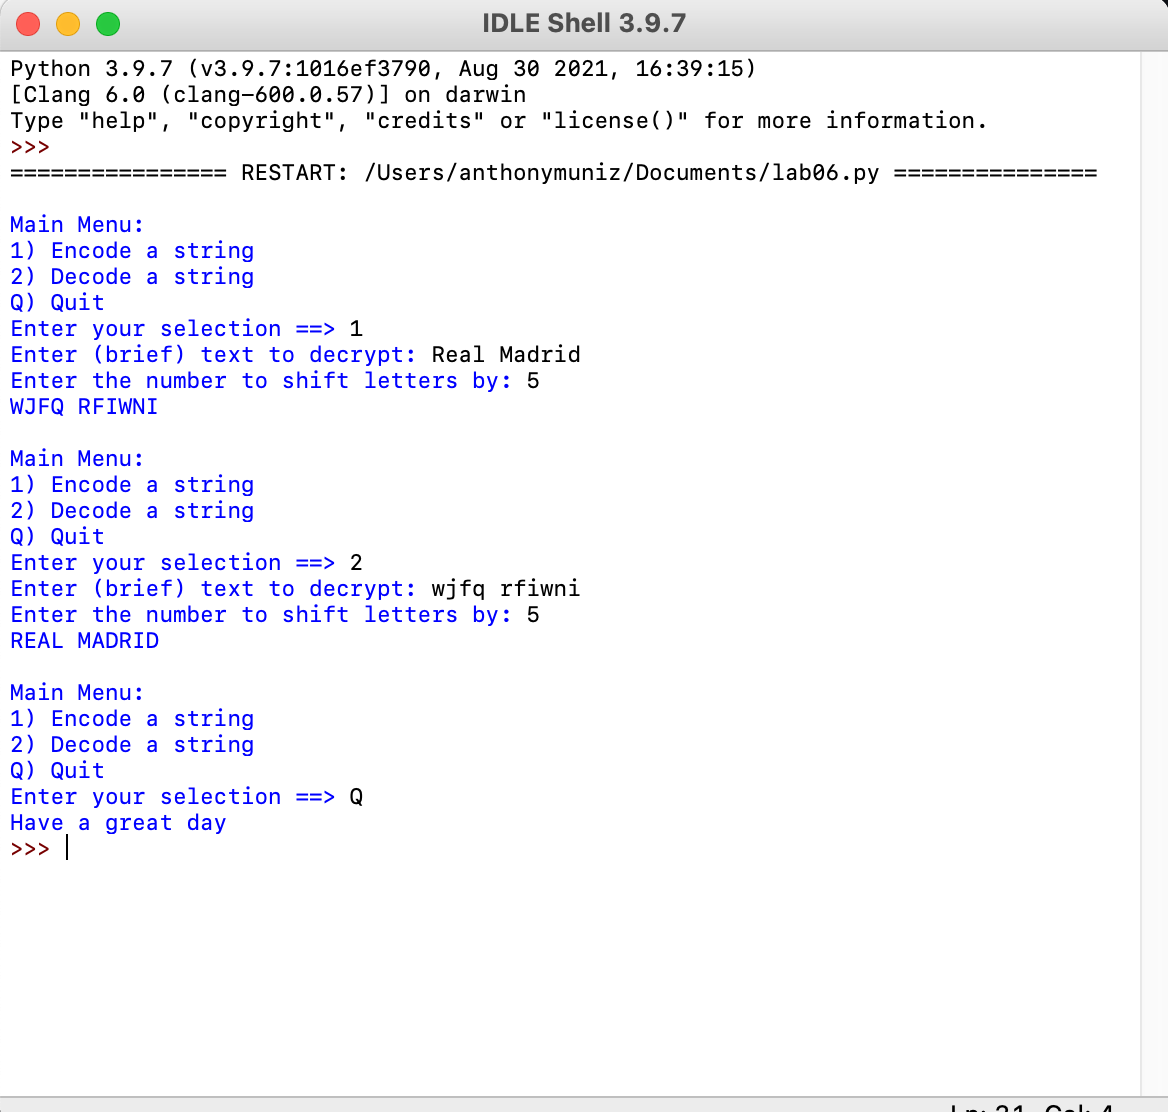 IDLE Shell 3.9.7
Python 3.9.7 (v3.9.7:1016ef3790, Aug 30 2021, 16:39:15)
[Clang 6.0 (clang-600.0.57)] on darwin
Type "help", "copyright", "credits" or "license()" for more information.
>>>
================ RESTART: /Users/anthonymuniz/Documents/lab06.py ===============
Main Menu:
1) Encode a string
2) Decode a string
Q) Quit
Enter your selection ==> 1
Enter (brief) text to decrypt: Real Madrid
Enter the number to shift letters by: 5
WJFQ RFIWNI
Main Menu:
1) Encode a string
2) Decode a string
Q) Quit
Enter your selection ==> 2
Enter (brief) text to decrypt: wjfq rfiwni
Enter the number to shift letters by: 5
REAL MADRID
Main Menu:
1) Encode a string
2) Decode a string
Q) Quit
Enter your selection ==> Q
Have a great day
>>>
Ln: 31 Col: 4